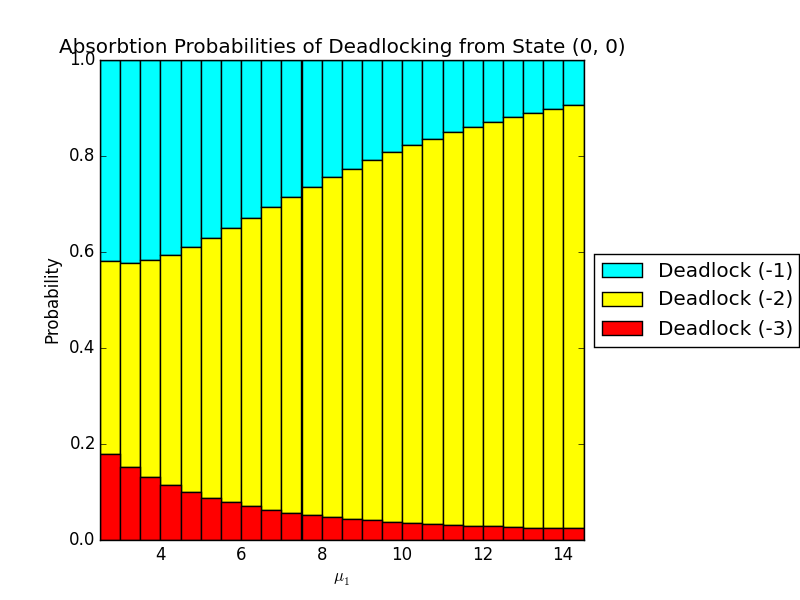 Absorbtion Probabilities of Deadlocking from State (0, 0)
1.0
0.8
0.6
0.4
0.2
0.0
Probability
4 6 8 10 12 14
μ₁
Deadlock (-1)
Deadlock (-2)
Deadlock (-3)